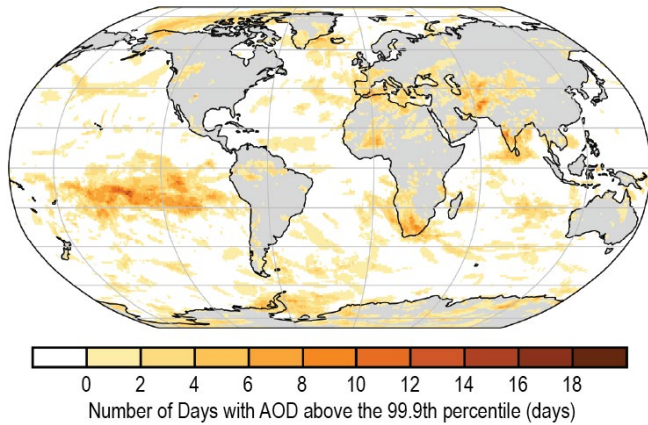 0 2 4 6 8 10 12 14 16 18
Number of Days with AOD above the 99.9th percentile (days)